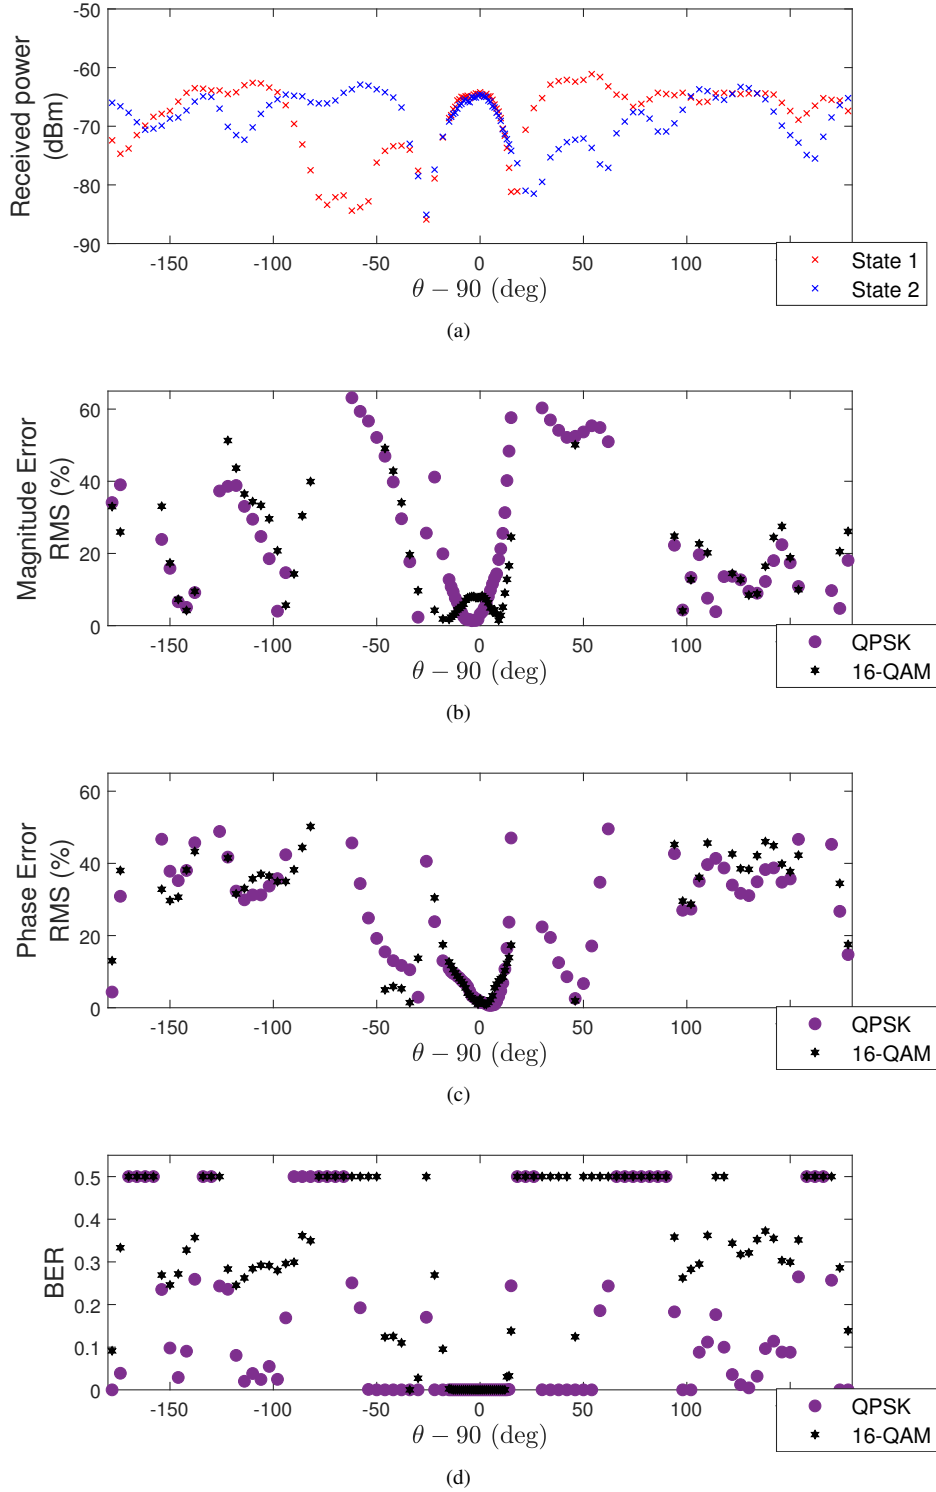 -50
-60
-70
-80
-90
Received power
(dBm)
-150 -100 -50 0 50 100
θ − 90 (deg)
State 1
State 2
(a)
60
40
20
0
Magnitude Error
RMS (%)
-150 -100 -50 0 50 100
θ − 90 (deg)
QPSK
16-QAM
(b)
60
40
20
0
Phase Error
RMS (%)
-150 -100 -50 0 50 100
θ − 90 (deg)
QPSK
16-QAM
(c)
0.5
0.4
0.3
0.2
0.1
0
BER
-150 -100 -50 0 50 100
θ − 90 (deg)
QPSK
16-QAM
(d)